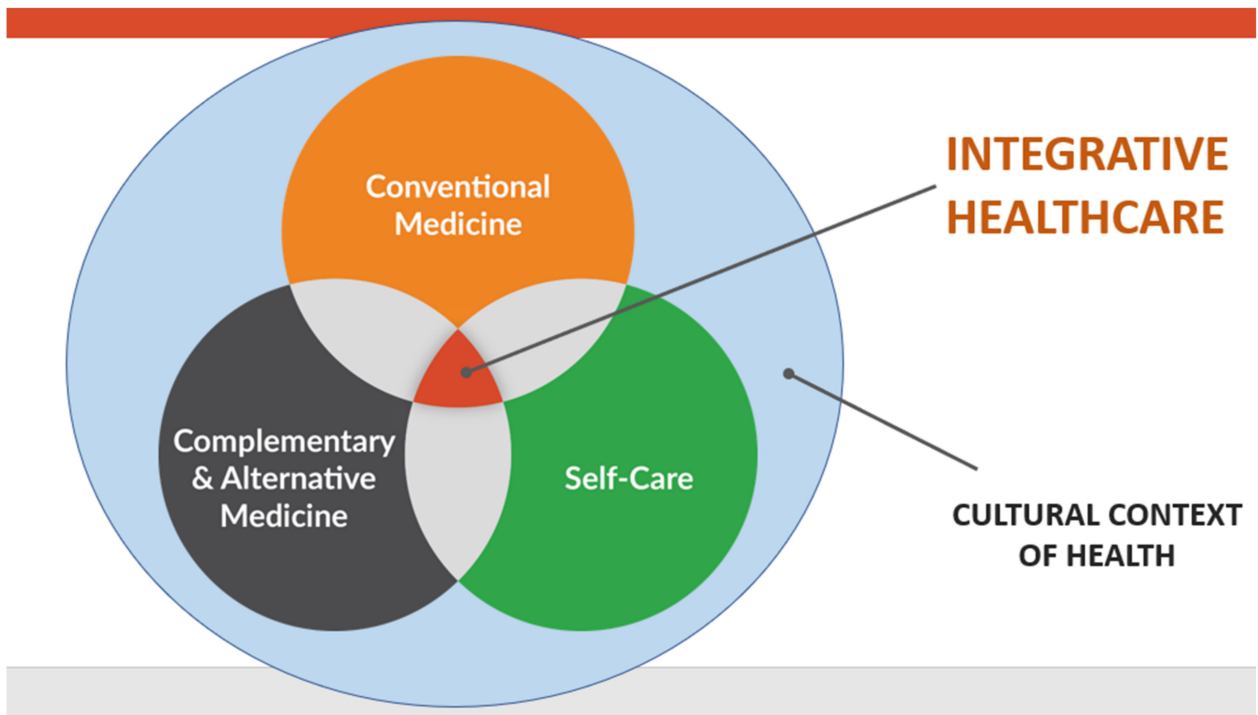 Conventional
Medicine
INTEGRATIVE
HEALTHCARE
Complementary
& Alternative
Medicine
Self-Care
CULTURAL CONTEXT
OF HEALTH